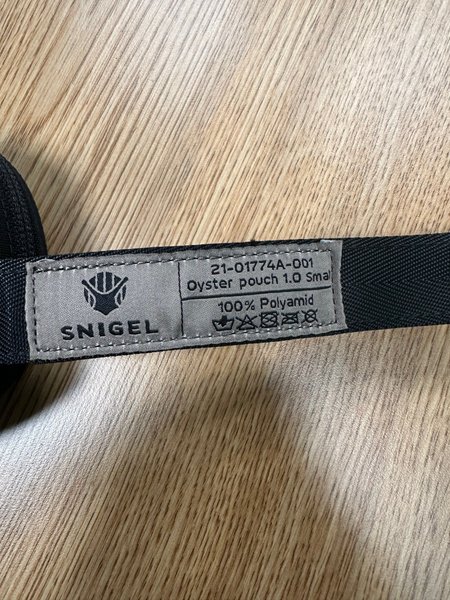 SNIGEL
21-01774A-001
Oyster pouch 1.0 Smal
100% Polyamid